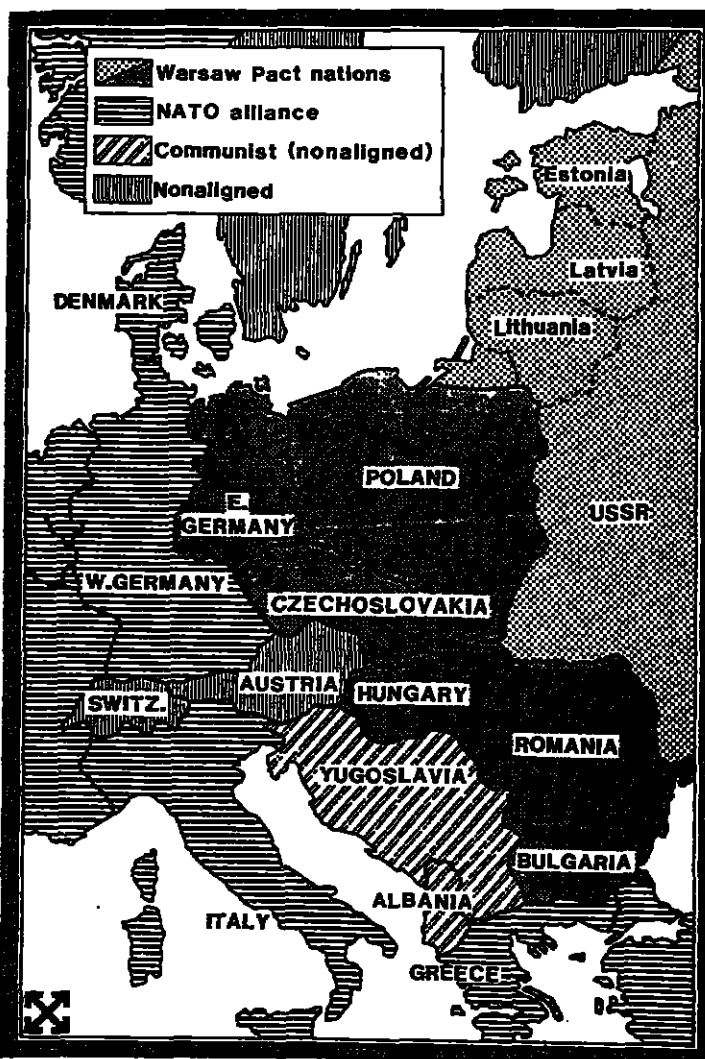 Warsaw Pact nations
NATO alliance
Communist (nonaligned)
Nonaligned
Estonia
Latvia
DENMARK
Lithuania
POLAND
E.
GERMANY
USSR
W.GERMANY
CZECHOSLOVAKIA
AUSTRIA
HUNGARY
SWITZ.
ROMANIA
YUGOSLAVIA
BULGARIA
ALBANIA
ITALY
GREECE